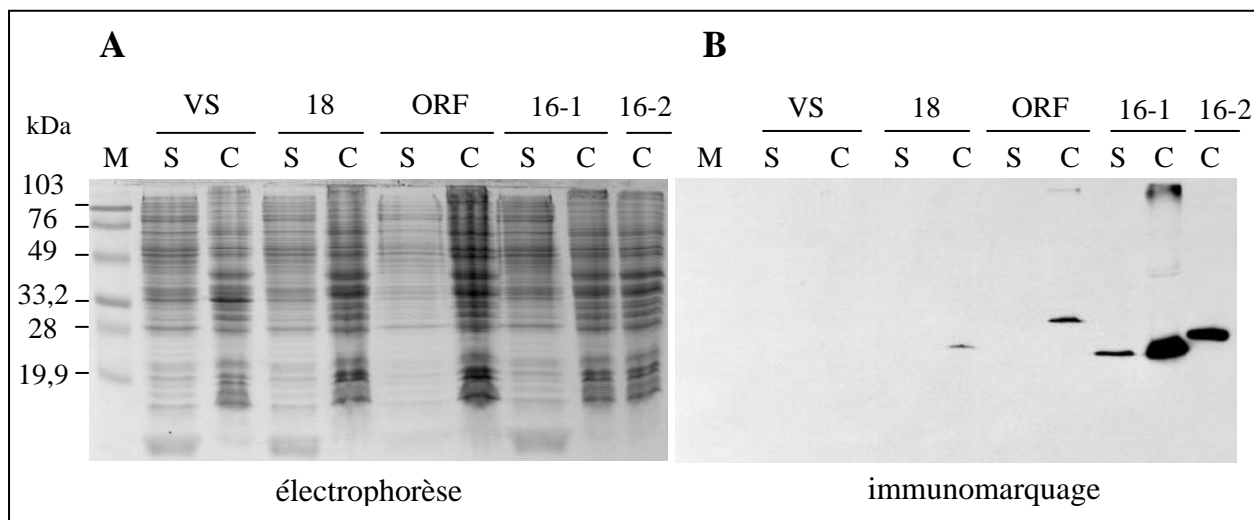 A
B
VS 18 ORF 16-1 16-2
VS 18 ORF 16-1 16-2
kDa
M S C S C S C S C C
M S C S C S C S C C
103
76
49
33,2
28
19,9
électrophorèse
immunomarquage